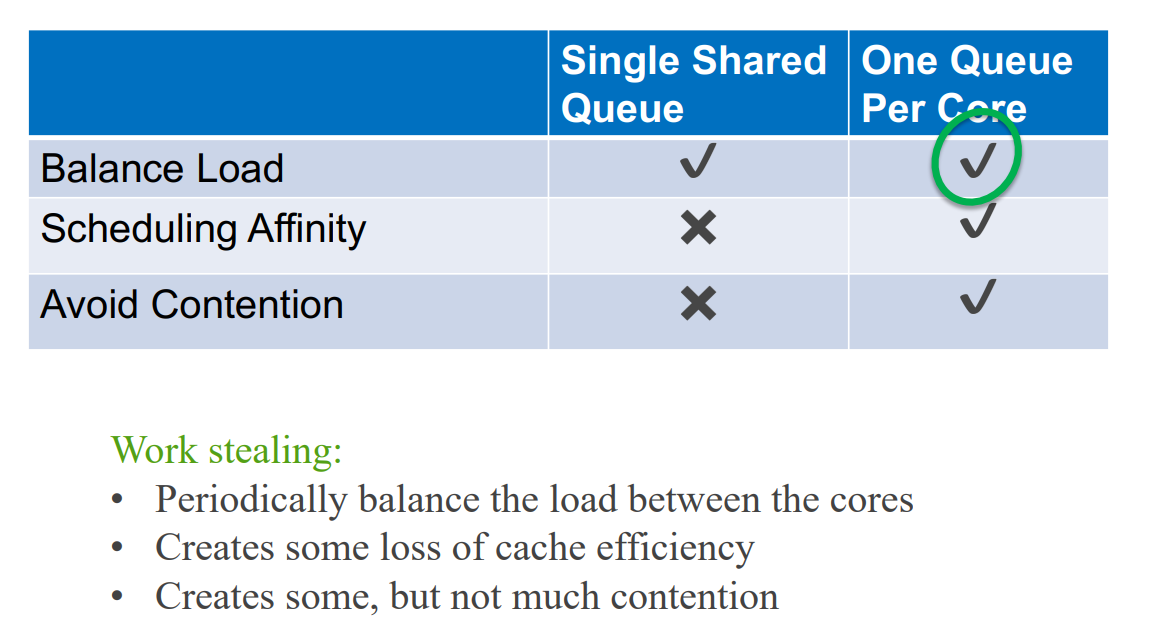 Single Shared Queue
One Queue Per Core
Balance Load ✔ ✔
Scheduling Affinity ✖ ✔
Avoid Contention ✖ ✔
Work stealing:
• Periodically balance the load between the cores
• Creates some loss of cache efficiency
• Creates some, but not much contention